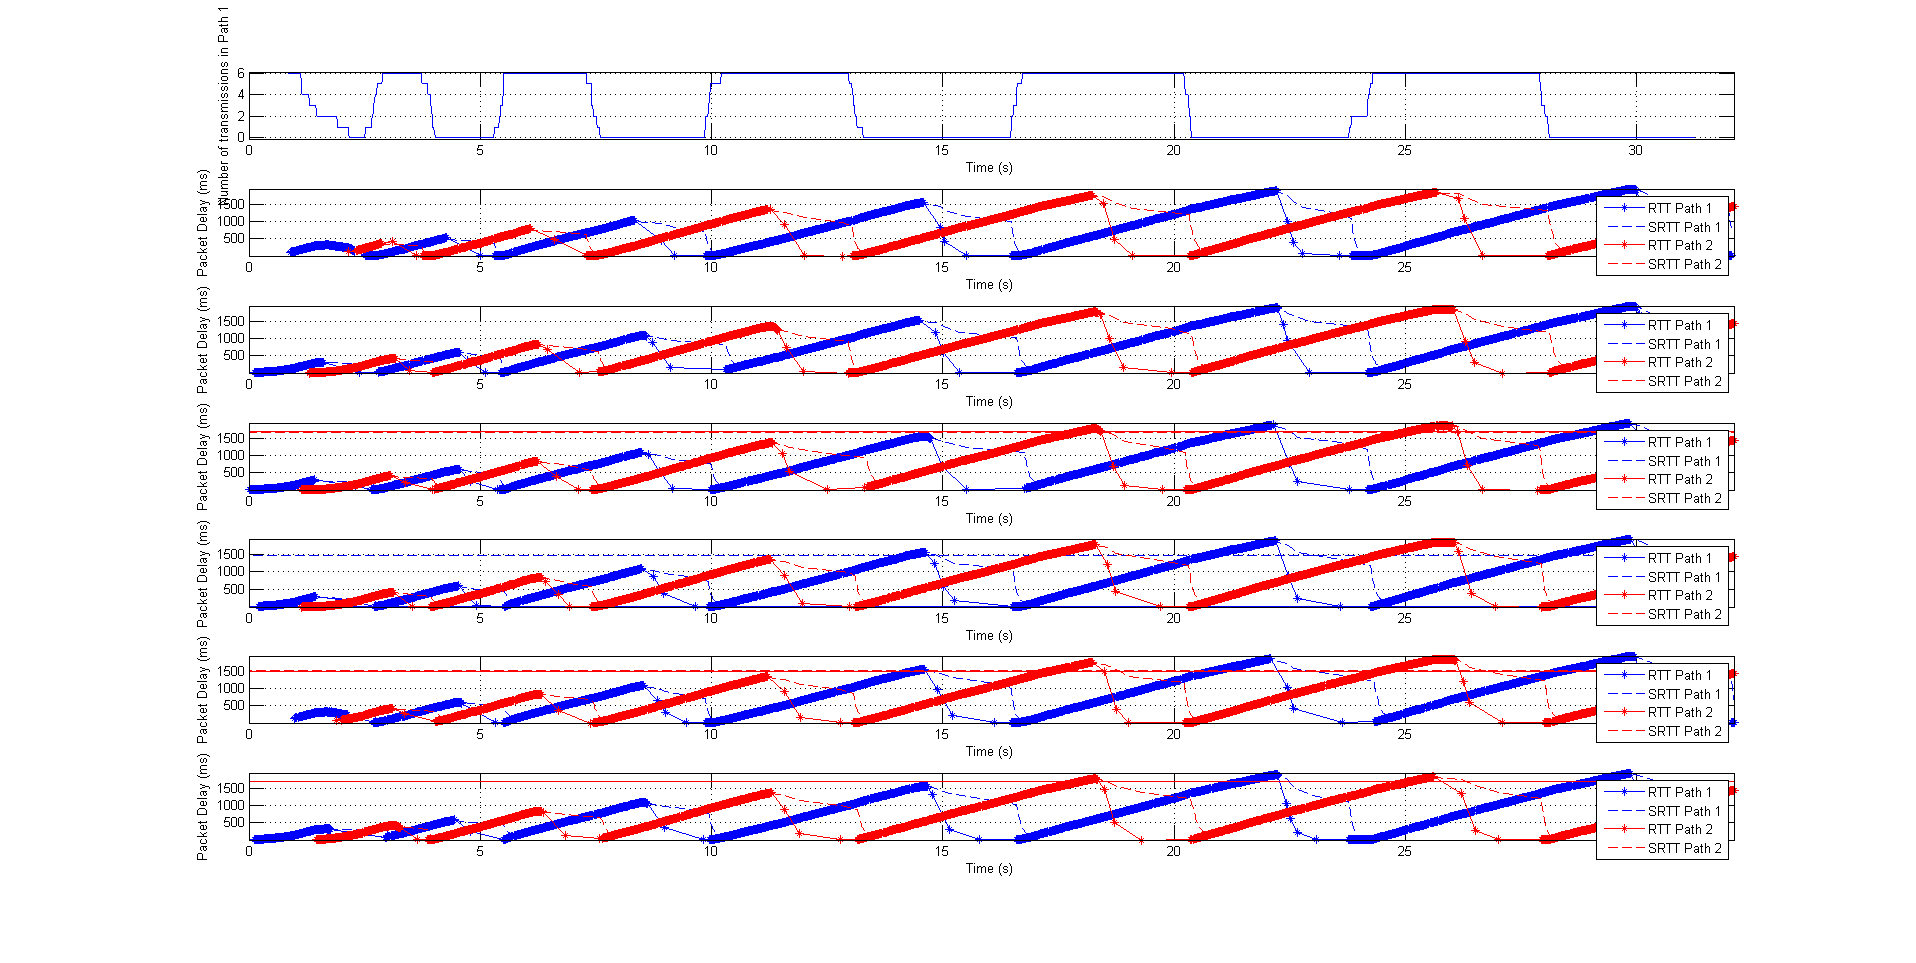 Number of transmissions in Path 1
6
4
2
0
0 5 10 15 20 25 30
Time (s)
Packet Delay (ms)
1500
1000
500
RTT Path 1
SRTT Path 1
RTT Path 2
SRTT Path 2
0 5 10 15 20 25
Time (s)
Packet Delay (ms)
1500
1000
500
RTT Path 1
SRTT Path 1
RTT Path 2
SRTT Path 2
0 5 10 15 20 25
Time (s)
Packet Delay (ms)
1500
1000
500
RTT Path 1
SRTT Path 1
RTT Path 2
SRTT Path 2
0 5 10 15 20 25
Time (s)
Packet Delay (ms)
1500
1000
500
RTT Path 1
SRTT Path 1
RTT Path 2
SRTT Path 2
0 5 10 15 20 25
Time (s)
Packet Delay (ms)
1500
1000
500
RTT Path 1
SRTT Path 1
RTT Path 2
SRTT Path 2
0 5 10 15 20 25
Time (s)
Packet Delay (ms)
1500
1000
500
RTT Path 1
SRTT Path 1
RTT Path 2
SRTT Path 2
0 5 10 15 20 25
Time (s)